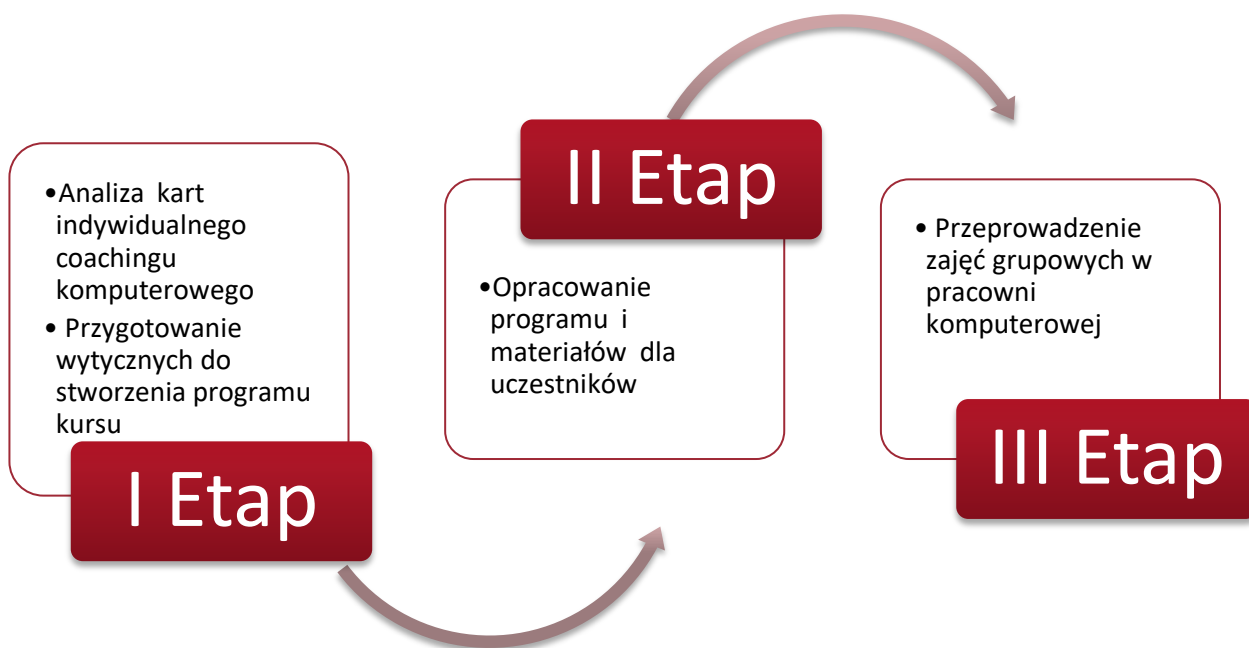 •Analiza kart
indywidualnego
coachingu
komputerowego
• Przygotowanie
wytycznych do
stworzenia programu
kursu
I Etap
II Etap
•Opracowanie
programu i
materiałów dla
uczestników
• Przeprowadzenie
zajęć grupowych w
pracowni
komputerowej
III Etap